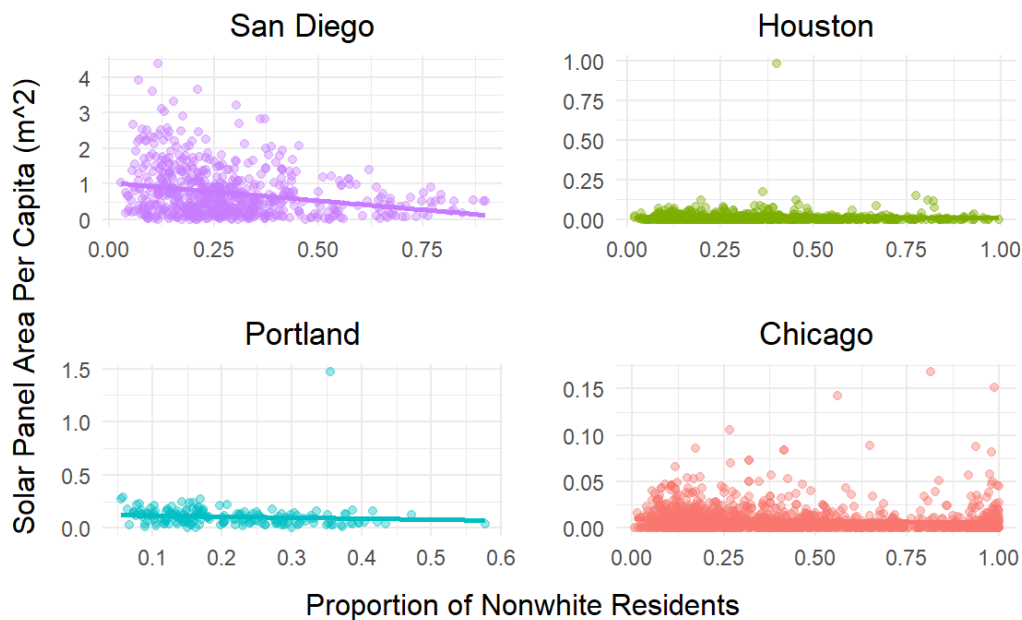 San Diego
Houston
Solar Panel Area Per Capita (m^2)
4
3
2
1
0
0.00 0.25 0.50 0.75
1.00
0.75
0.50
0.25
0.00
0.00 0.25 0.50 0.75 1.00
Portland
Chicago
1.5
1.0
0.5
0.0
0.1 0.2 0.3 0.4 0.5 0.6
0.15
0.10
0.05
0.00
0.00 0.25 0.50 0.75 1.00
Proportion of Nonwhite Residents